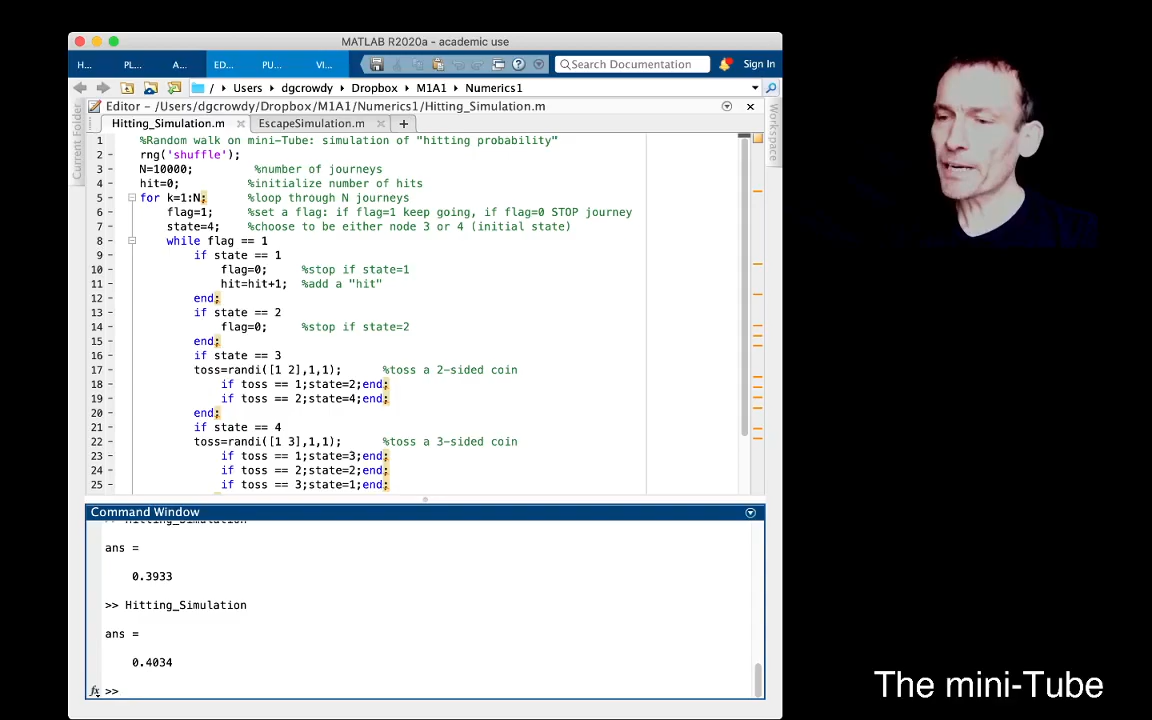 MATLAB R2020a - academic use
H... PL... A... ED... PU... VI... Search Documentation Sign In
/ Users dgcrowdy Dropbox M1A1 Numerics1
Current Folder
Editor - /Users/dgcrowdy/Dropbox/M1A1/Numerics1/Hitting_Simulation.m
Workspace
Hitting_Simulation.m EscapeSimulation.m
1 %Random walk on mini-Tube: simulation of "hitting probability"
2 - rng('shuffle');
3 - N=10000; %number of journeys
4 - hit=0; %initialize number of hits
5 - for k=1:N; %loop through N journeys
6 - flag=1; %set a flag: if flag=1 keep going, if flag=0 STOP journey
7 - state=4; %choose to be either node 3 or 4 (initial state)
8 - while flag == 1
9 - if state == 1
10 - flag=0; %stop if state=1
11 - hit=hit+1; %add a "hit"
12 - end;
13 - if state == 2
14 - flag=0; %stop if state=2
15 - end;
16 - if state == 3
17 - toss=randi([1 2],1,1); %toss a 2-sided coin
18 - if toss == 1;state=2;end;
19 - if toss == 2;state=4;end;
20 - end;
21 - if state == 4
22 - toss=randi([1 3],1,1); %toss a 3-sided coin
23 - if toss == 1;state=3;end;
24 - if toss == 2;state=2;end;
25 - if toss == 3;state=1;end;
Command Window
>> Hitting_Simulation
ans =
0.3933
>> Hitting_Simulation
ans =
0.4034
fx >>
The mini-Tube